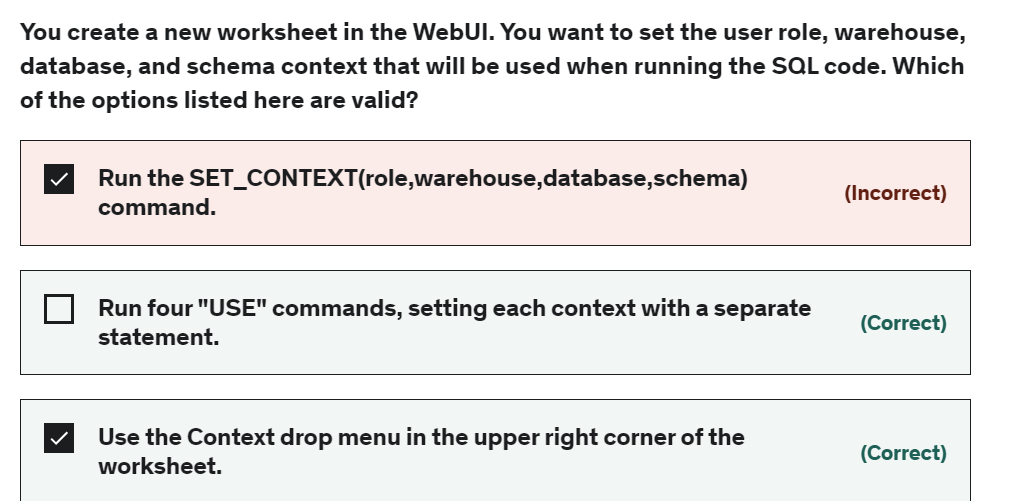 You create a new worksheet in the WebUI. You want to set the user role, warehouse,
database, and schema context that will be used when running the SQL code. Which
of the options listed here are valid?
Run the SET_CONTEXT(role,warehouse,database,schema)
command.
(Incorrect)
Run four "USE" commands, setting each context with a separate
statement.
(Correct)
Use the Context drop menu in the upper right corner of the
worksheet.
(Correct)